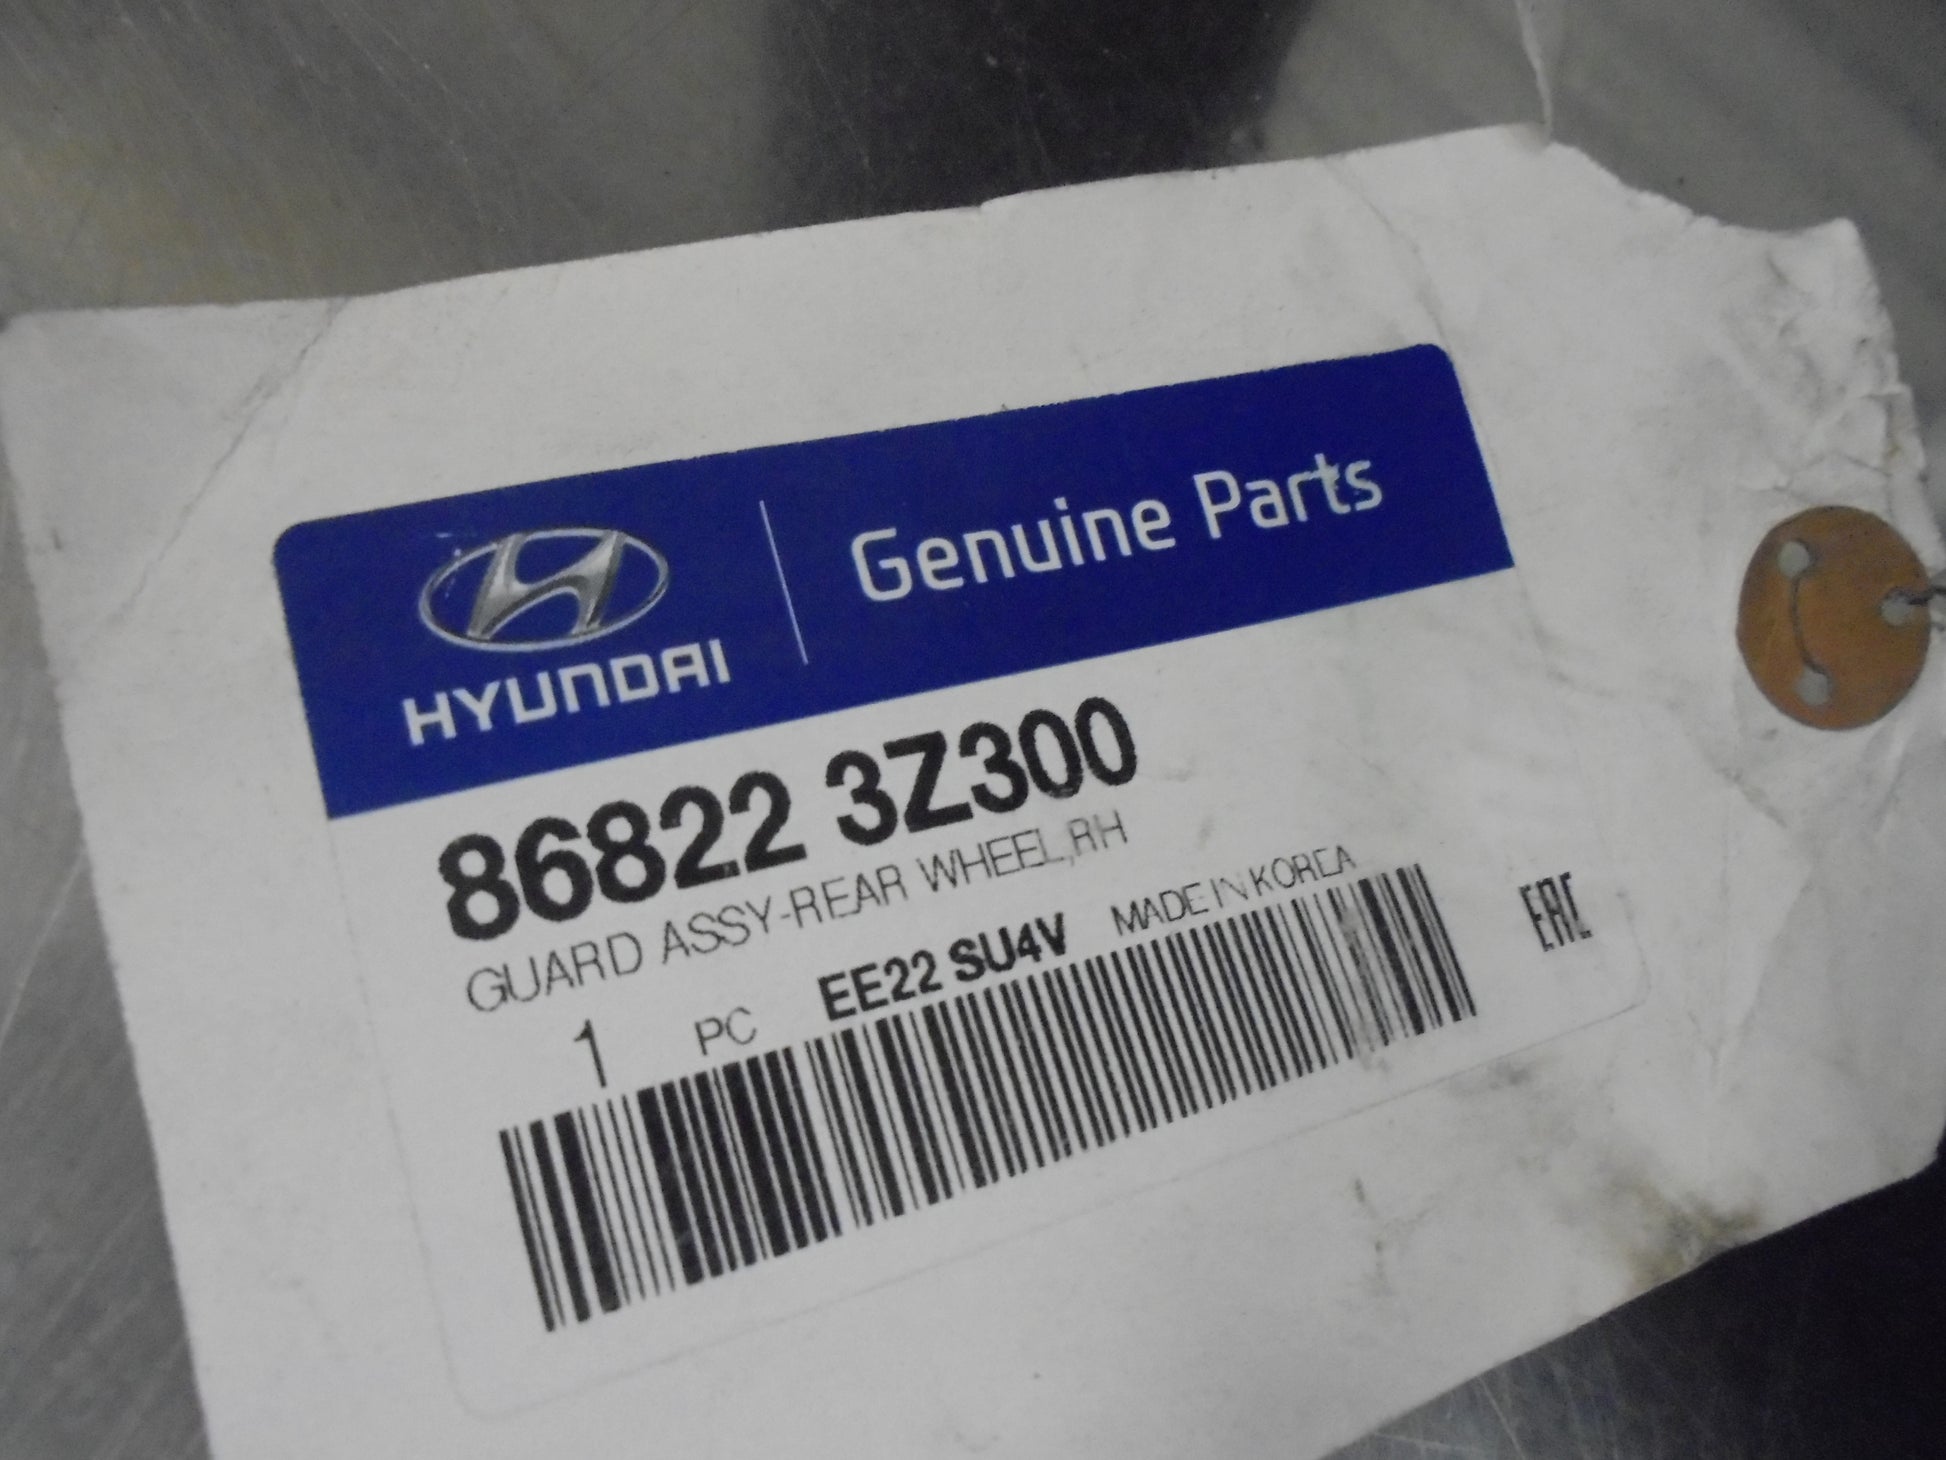 HYUNDAI
Genuine Parts
86822 3Z300
GUARD ASSY-REAR WHEEL,RH
1 PC EE22 SU4V MADE IN KOREA
EAC